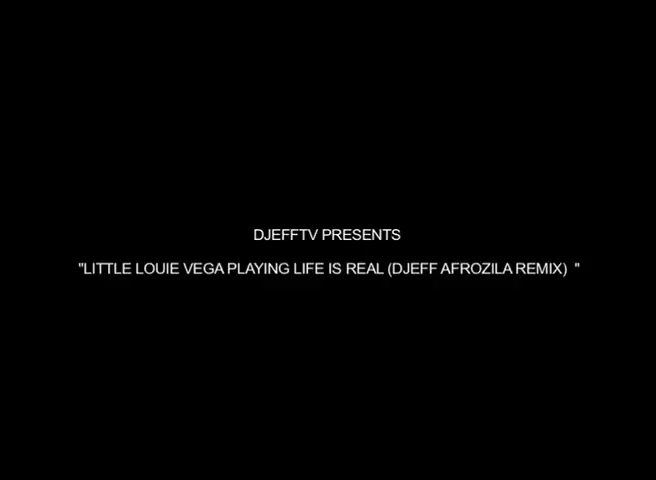 DJEFFTV PRESENTS
"LITTLE LOUIE VEGA PLAYING LIFE IS REAL (DJEFF AFROZILA REMIX) "